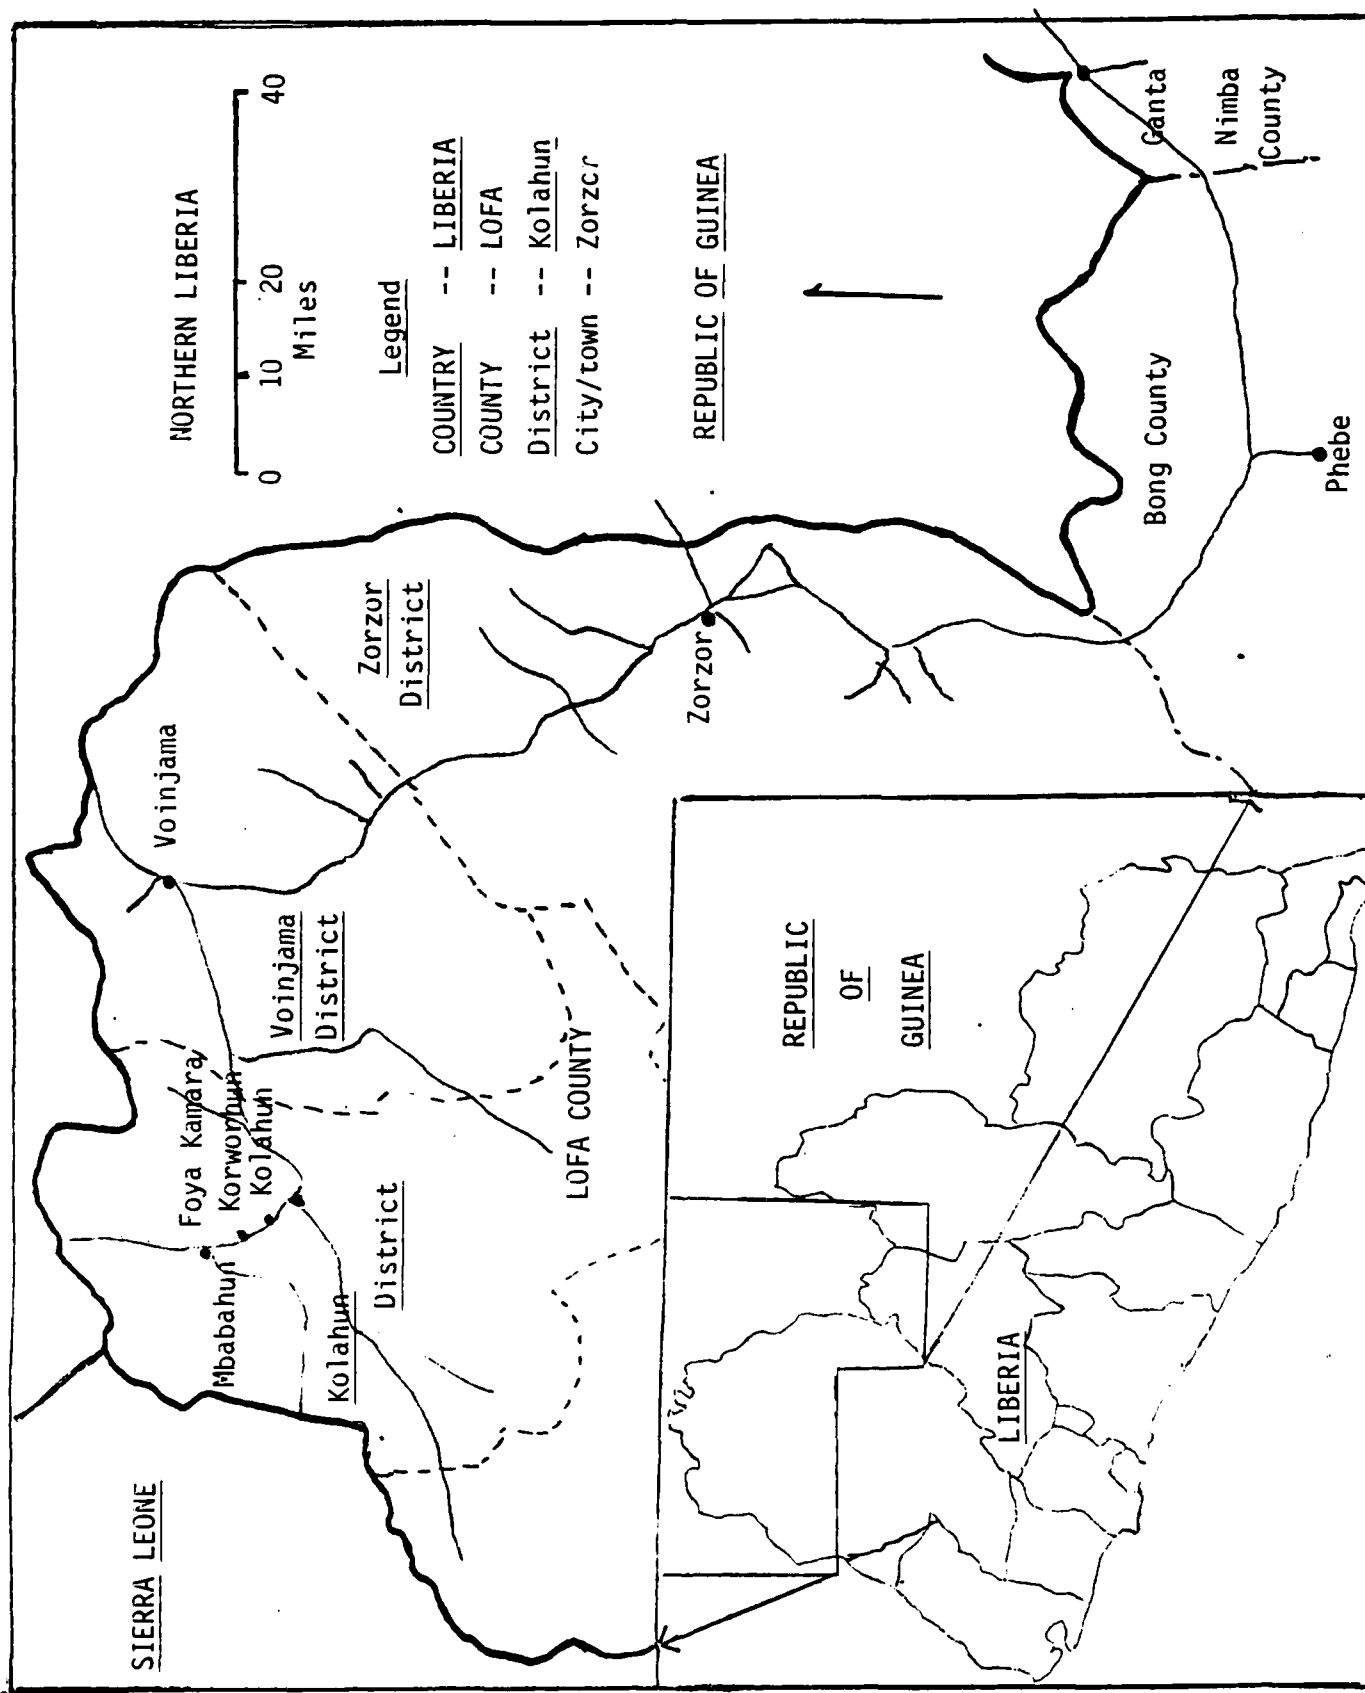 NORTHERN LIBERIA
0 10 20 40
Miles
Legend
COUNTRY -- LIBERIA
COUNTY -- LOFA
District -- Kolahun
City/town -- Zorzor
REPUBLIC OF GUINEA
SIERRA LEONE
Voinjama
Foya Kamara
Korwonhun
Kolahun
Mbabahun
Voinjama
District
Zorzor
District
Kolahun
District
LOFA COUNTY
Zorzor
Bong County
Ganta
Nimba
County
Phebe
REPUBLIC
OF
GUINEA
LIBERIA